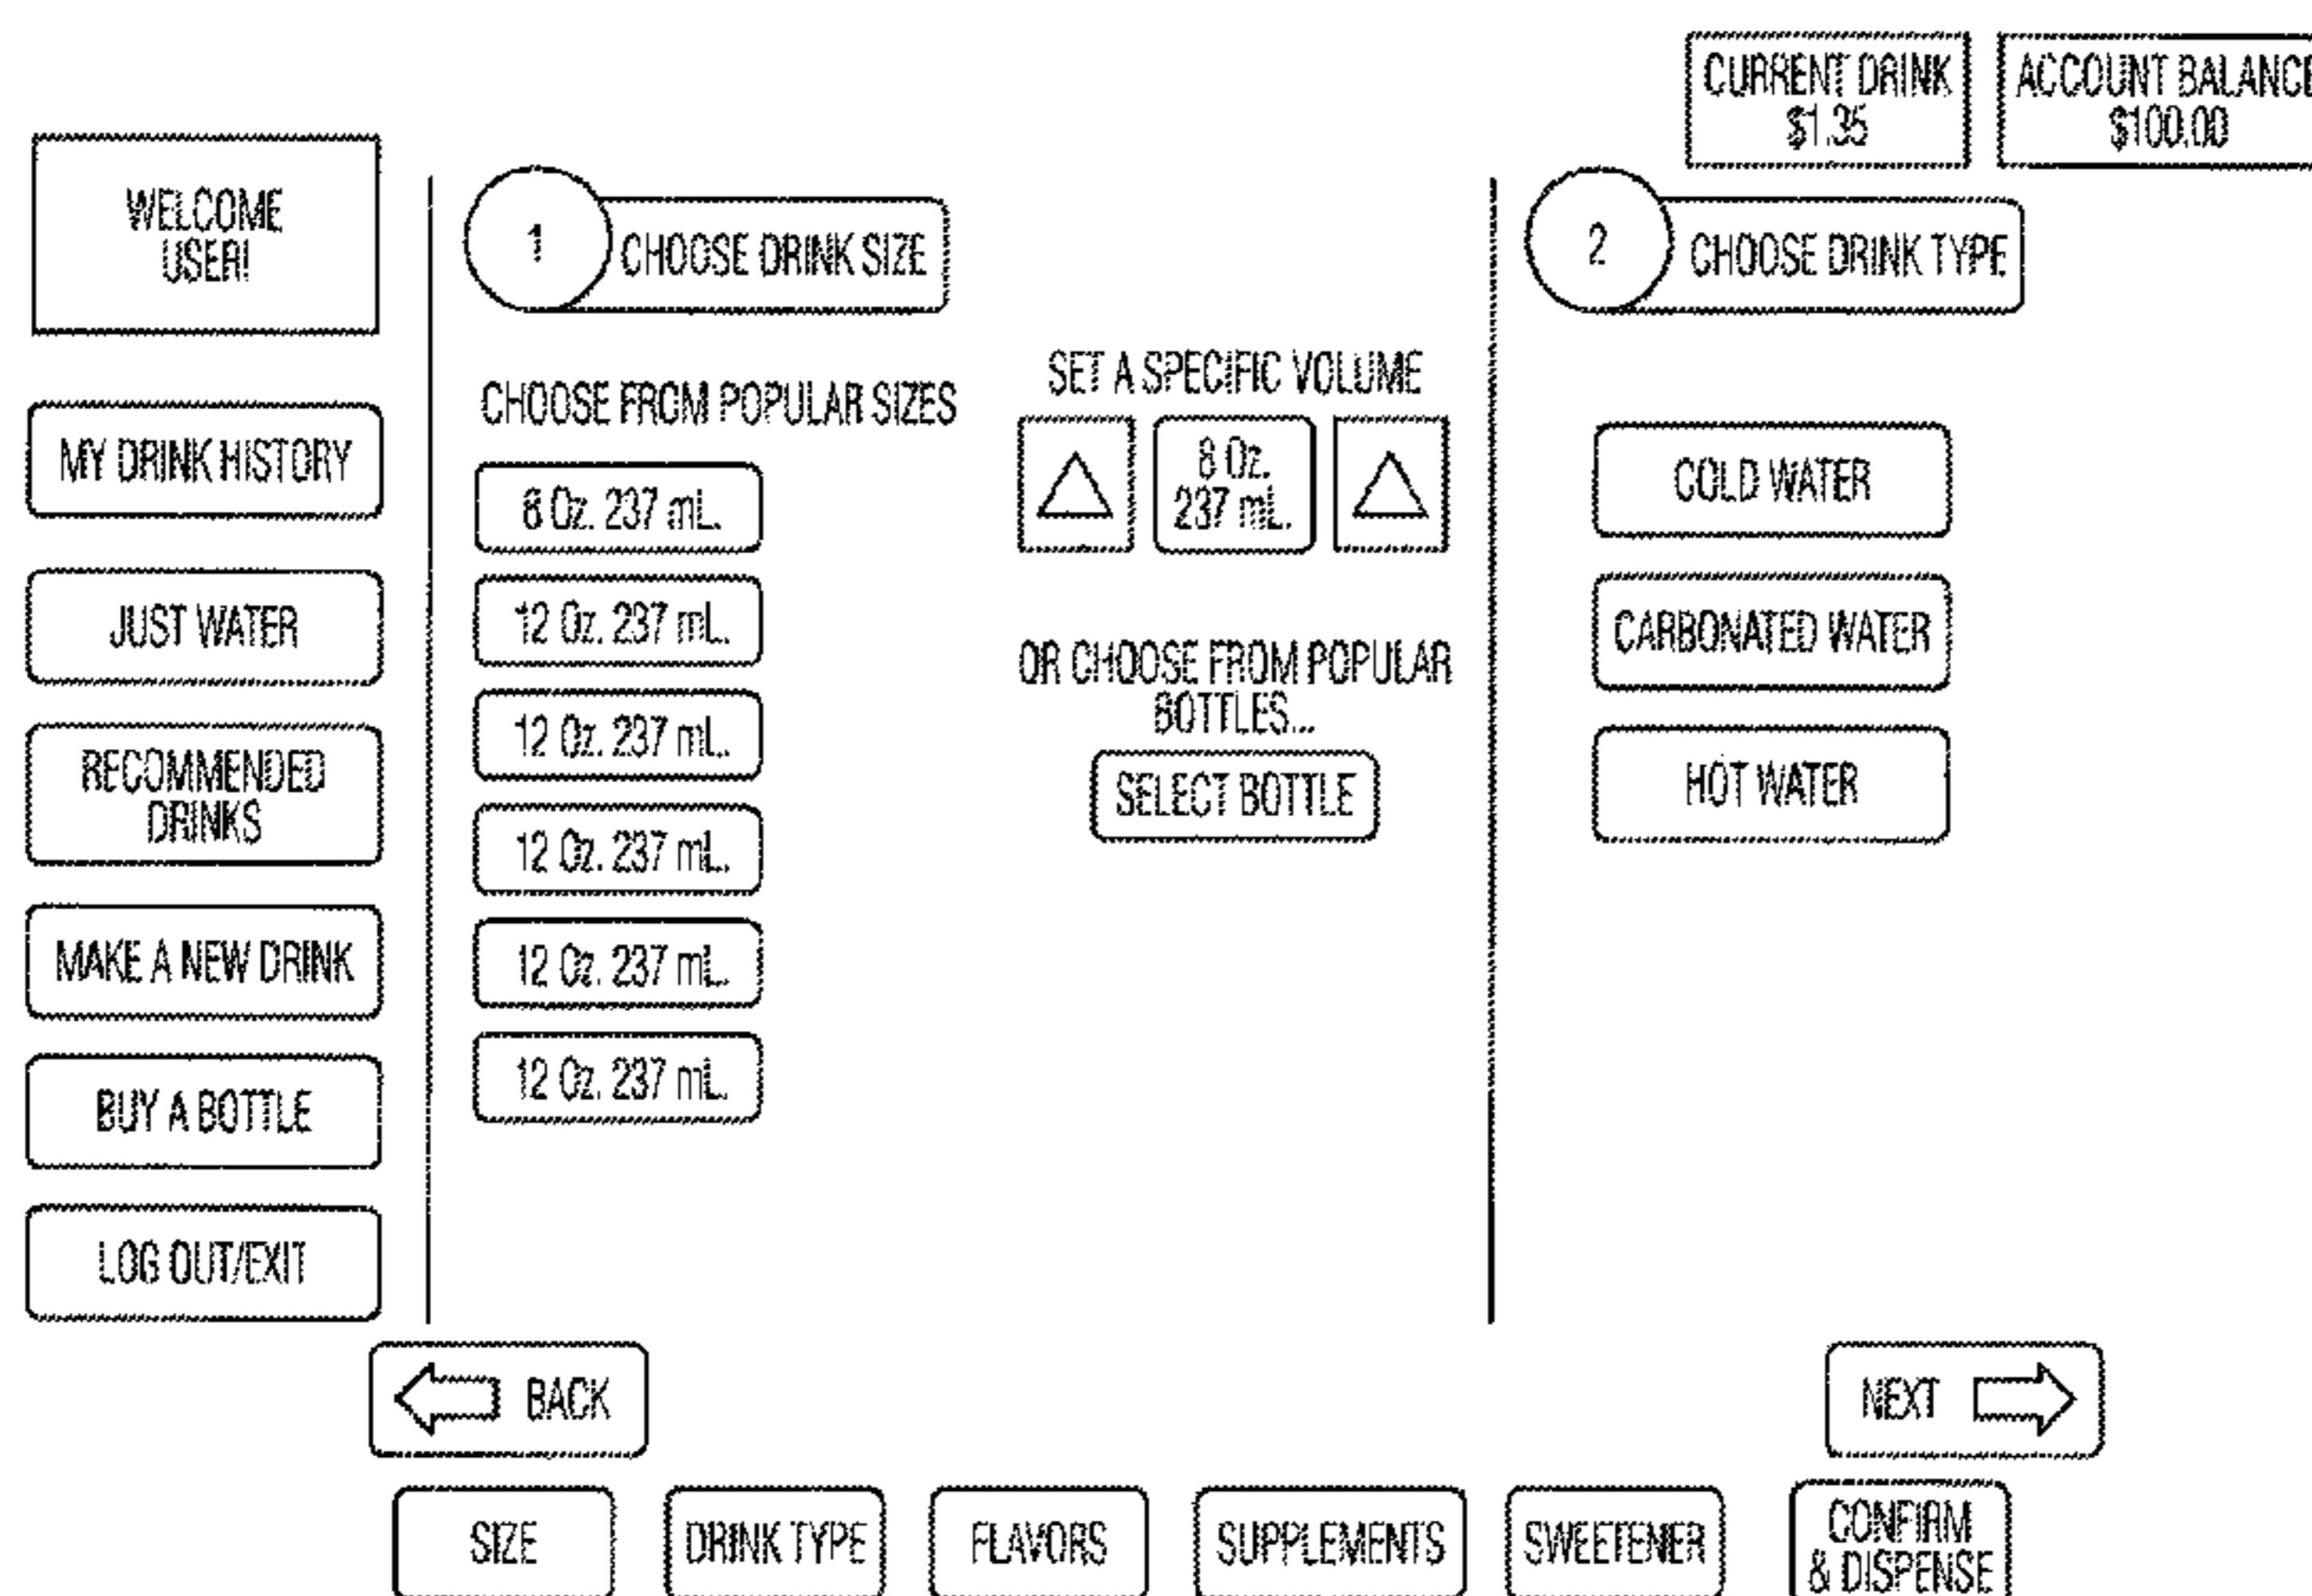 CURRENT DRINK
$1.35
ACCOUNT BALANCE
$100.00
WELCOME
USER!
MY DRINK HISTORY
JUST WATER
RECOMMENDED
DRINKS
MAKE A NEW DRINK
BUY A BOTTLE
LOG OUT/EXIT
1
CHOOSE DRINK SIZE
CHOOSE FROM POPULAR SIZES
8 Oz. 237 mL.
12 Oz. 237 mL.
12 Oz. 237 mL.
12 Oz. 237 mL.
12 Oz. 237 mL.
12 Oz. 237 mL.
SET A SPECIFIC VOLUME
8 Oz.
237 mL.
OR CHOOSE FROM POPULAR
BOTTLES...
SELECT BOTTLE
2
CHOOSE DRINK TYPE
COLD WATER
CARBONATED WATER
HOT WATER
BACK
NEXT
SIZE
DRINK TYPE
FLAVORS
SUPPLEMENTS
SWEETENER
CONFIRM
& DISPENSE